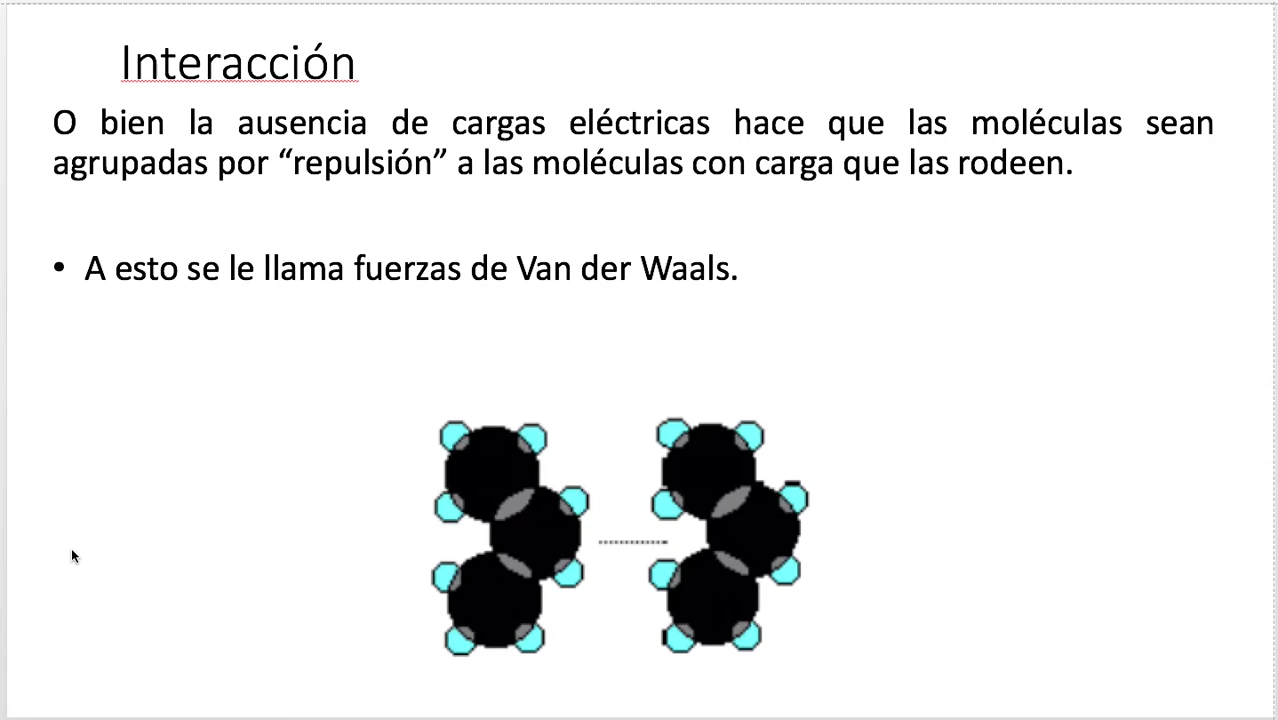 Interacción
O bien la ausencia de cargas eléctricas hace que las moléculas sean
agrupadas por “repulsión” a las moléculas con carga que las rodeen.
• A esto se le llama fuerzas de Van der Waals.